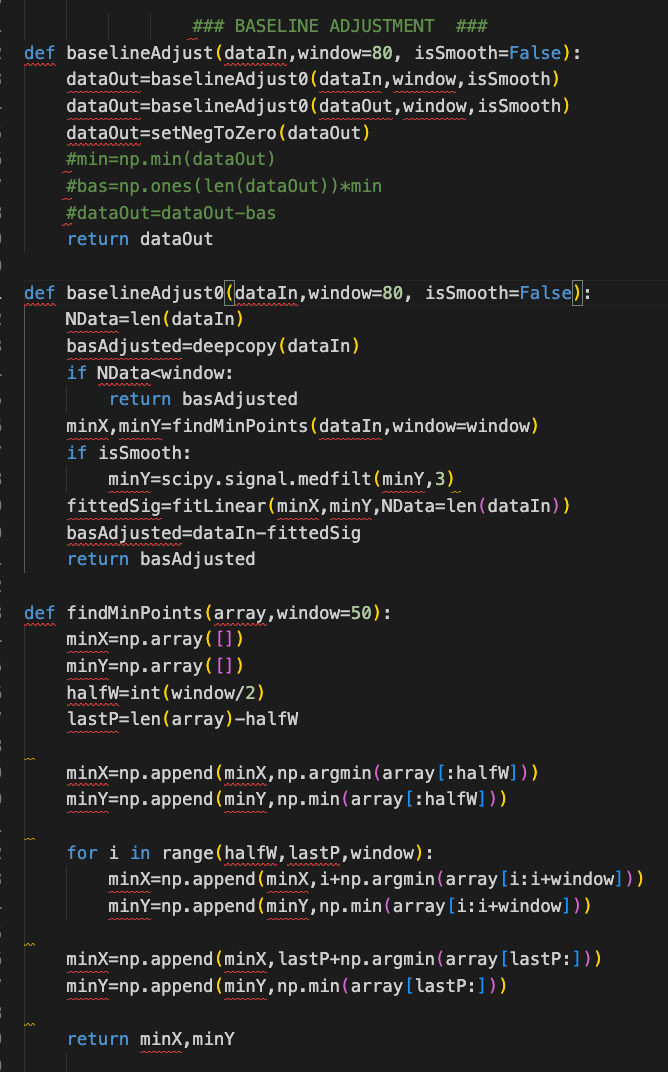 ### BASELINE ADJUSTMENT  ###
def baselineAdjust(dataIn,window=80, isSmooth=False):
    dataOut=baselineAdjust0(dataIn,window,isSmooth)
    dataOut=baselineAdjust0(dataOut,window,isSmooth)
    dataOut=setNegToZero(dataOut)
    #min=np.min(dataOut)
    #bas=np.ones(len(dataOut))*min
    #dataOut=dataOut-bas
    return dataOut
def baselineAdjust0(dataIn,window=80, isSmooth=False):
    NData=len(dataIn)
    basAdjusted=deepcopy(dataIn)
    if NData<window:
        return basAdjusted
    minX,minY=findMinPoints(dataIn,window=window)
    if isSmooth:
        minY=scipy.signal.medfilt(minY,3)
    fittedSig=fitLinear(minX,minY,NData=len(dataIn))
    basAdjusted=dataIn-fittedSig
    return basAdjusted
def findMinPoints(array,window=50):
    minX=np.array([])
    minY=np.array([])
    halfW=int(window/2)
    lastP=len(array)-halfW
    minX=np.append(minX,np.argmin(array[:halfW]))
    minY=np.append(minY,np.min(array[:halfW]))
    for i in range(halfW,lastP,window):
        minX=np.append(minX,i+np.argmin(array[i:i+window]))
        minY=np.append(minY,np.min(array[i:i+window]))
    minX=np.append(minX,lastP+np.argmin(array[lastP:]))
    minY=np.append(minY,np.min(array[lastP:]))
    return minX,minY